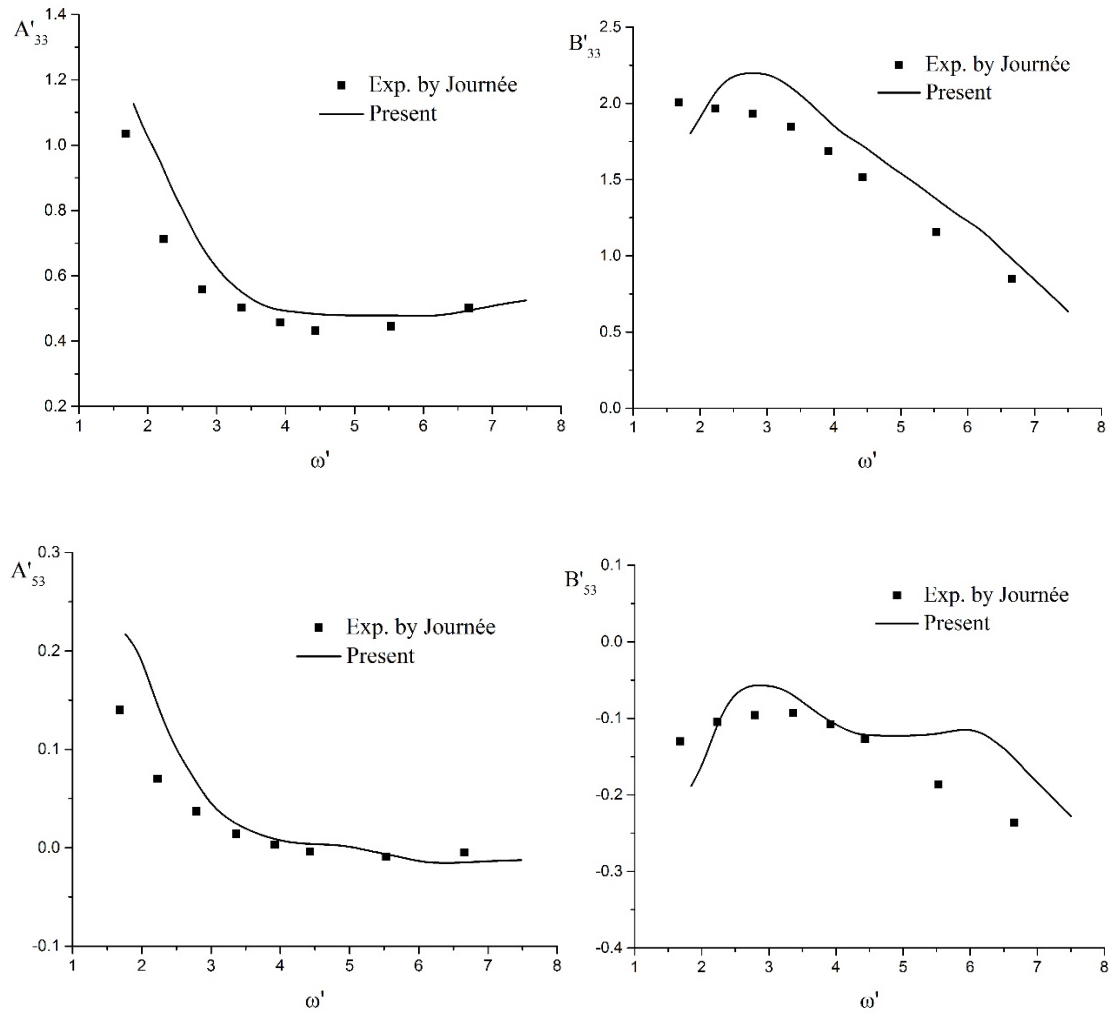 A'33
1.4
1.2
1.0
0.8
0.6
0.4
0.2
1 2 3 4 5 6 7 8
ω'
Exp. by Journée
Present
B'33
2.5
2.0
1.5
1.0
0.5
0.0
1 2 3 4 5 6 7 8
ω'
Exp. by Journée
Present
A'53
0.3
0.2
0.1
0.0
-0.1
1 2 3 4 5 6 7 8
ω'
Exp. by Journée
Present
B'53
0.1
0.0
-0.1
-0.2
-0.3
-0.4
1 2 3 4 5 6 7 8
ω'
Exp. by Journée
Present